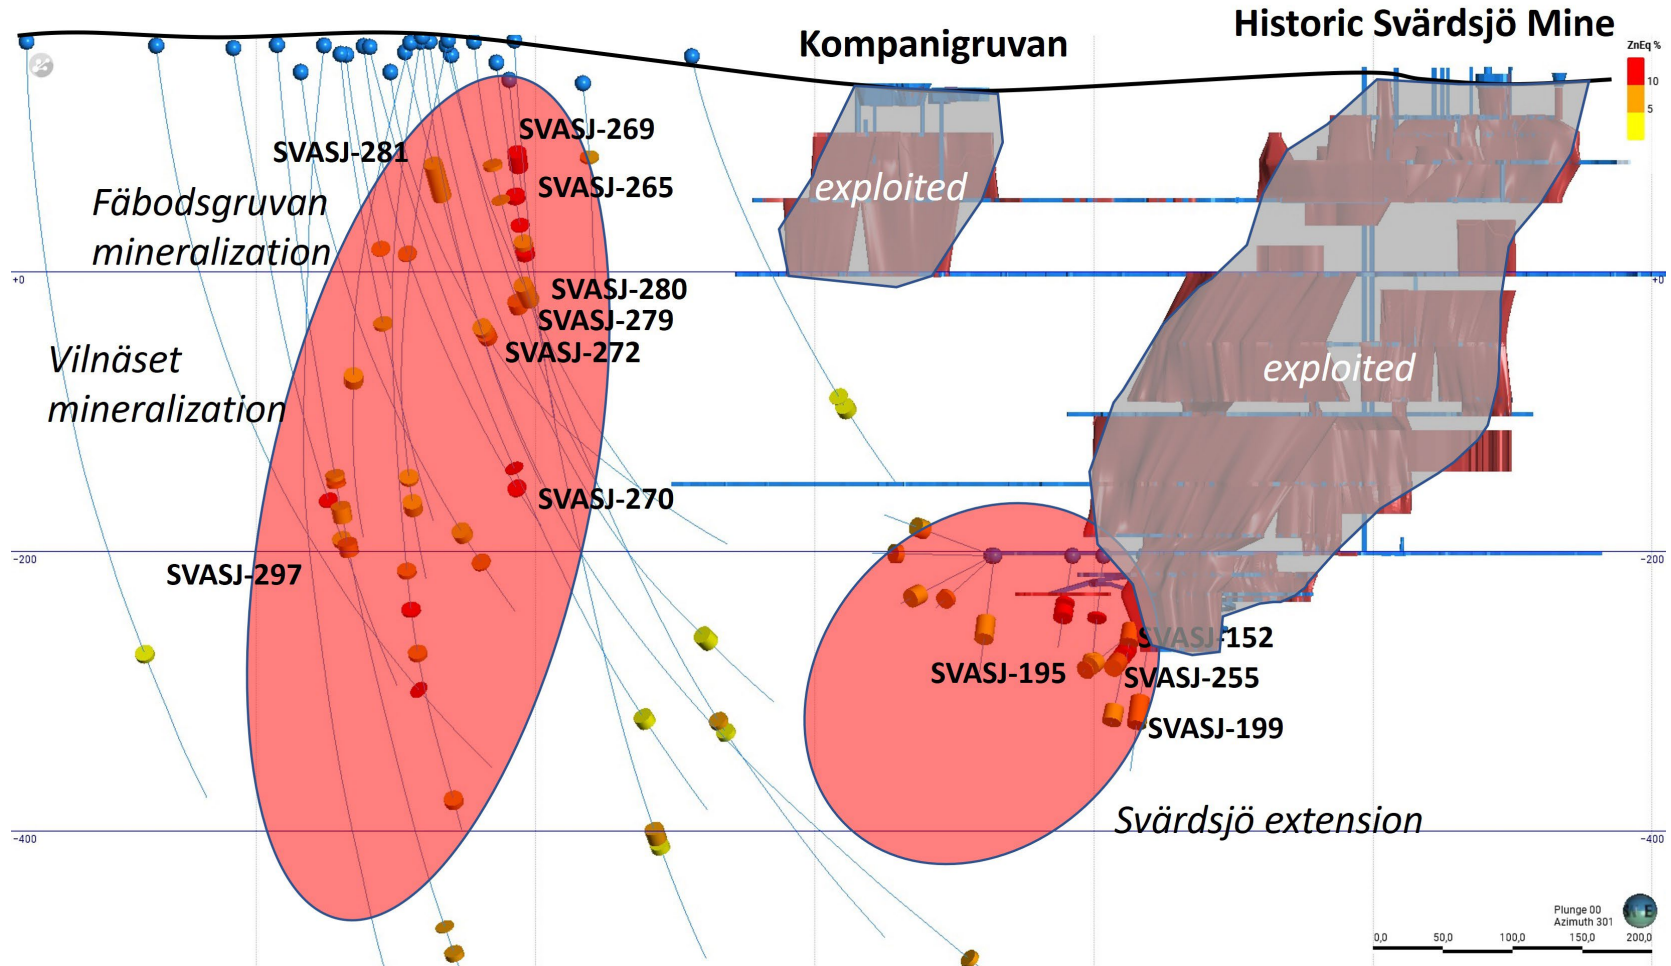 Historic Svärdsjö Mine
Kompanigruvan
ZnEq %
10
5
SVASJ-269
SVASJ-281
SVASJ-265
exploited
Fäbodsgruvan
mineralization
+0
+0
SVASJ-280
SVASJ-279
SVASJ-272
Vilnäset
mineralization
exploited
SVASJ-270
-200
-200
SVASJ-297
SVASJ-152
SVASJ-195
SVASJ-255
SVASJ-199
Svärdsjö extension
-400
-400
Plunge 00
Azimuth 301
E
0,0
50,0
100,0
150,0
200,0